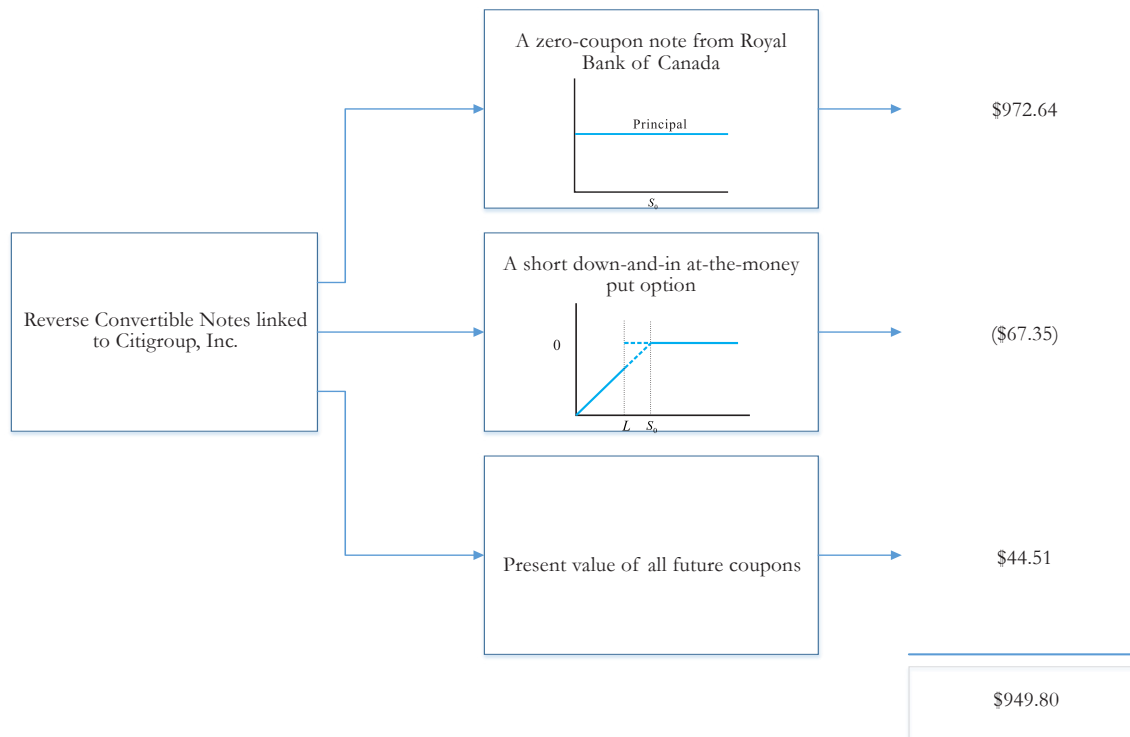 A zero-coupon note from Royal
Bank of Canada
Principal
S₀
$972.64
Reverse Convertible Notes linked
to Citigroup, Inc.
A short down-and-in at-the-money
put option
0
L S₀
($67.35)
Present value of all future coupons
$44.51
$949.80